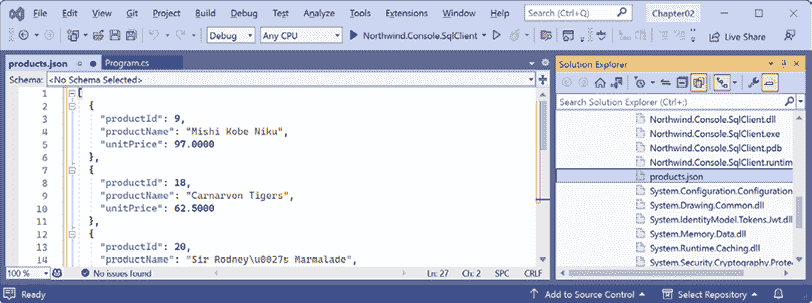 File Edit View Git Project Build Debug Test Analyze Tools Extensions Window Help Search (Ctrl+Q) Chapter02
Debug Any CPU Northwind.Console.SqlClient Live Share
products.json Program.cs
Schema: <No Schema Selected>
1 [
2 {
3 "productId": 9,
4 "productName": "Mishi Kobe Niku",
5 "unitPrice": 97.0000
6 },
7 {
8 "productId": 18,
9 "productName": "Carnarvon Tigers",
10 "unitPrice": 62.5000
11 },
12 {
13 "productId": 20,
14 "productName": "Sir Rodney\u0027s Marmalade",
100 % No issues found Ln: 27 Ch: 2 SPC CRLF
Solution Explorer
Search Solution Explorer (Ctrl+;)
Northwind.Console.SqlClient.dll
Northwind.Console.SqlClient.exe
Northwind.Console.SqlClient.pdb
Northwind.Console.SqlClient.runtim
products.json
System.Configuration.Configuration
System.Drawing.Common.dll
System.IdentityModel.Tokens.Jwt.dl
System.Memory.Data.dll
System.Runtime.Caching.dll
System.Security.Cryptography.Prote
Ready Add to Source Control Select Repository